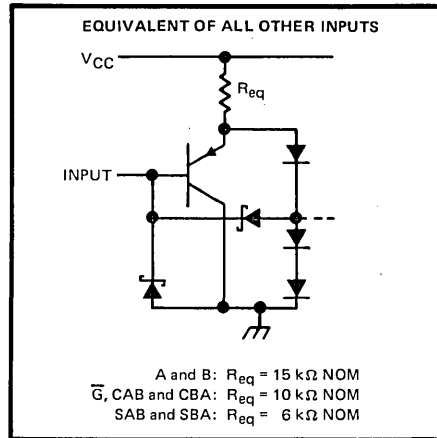 EQUIVALENT OF ALL OTHER INPUTS
VCC
Req
INPUT
A and B: Req = 15 kΩ NOM
G̅, CAB and CBA: Req = 10 kΩ NOM
SAB and SBA: Req = 6 kΩ NOM